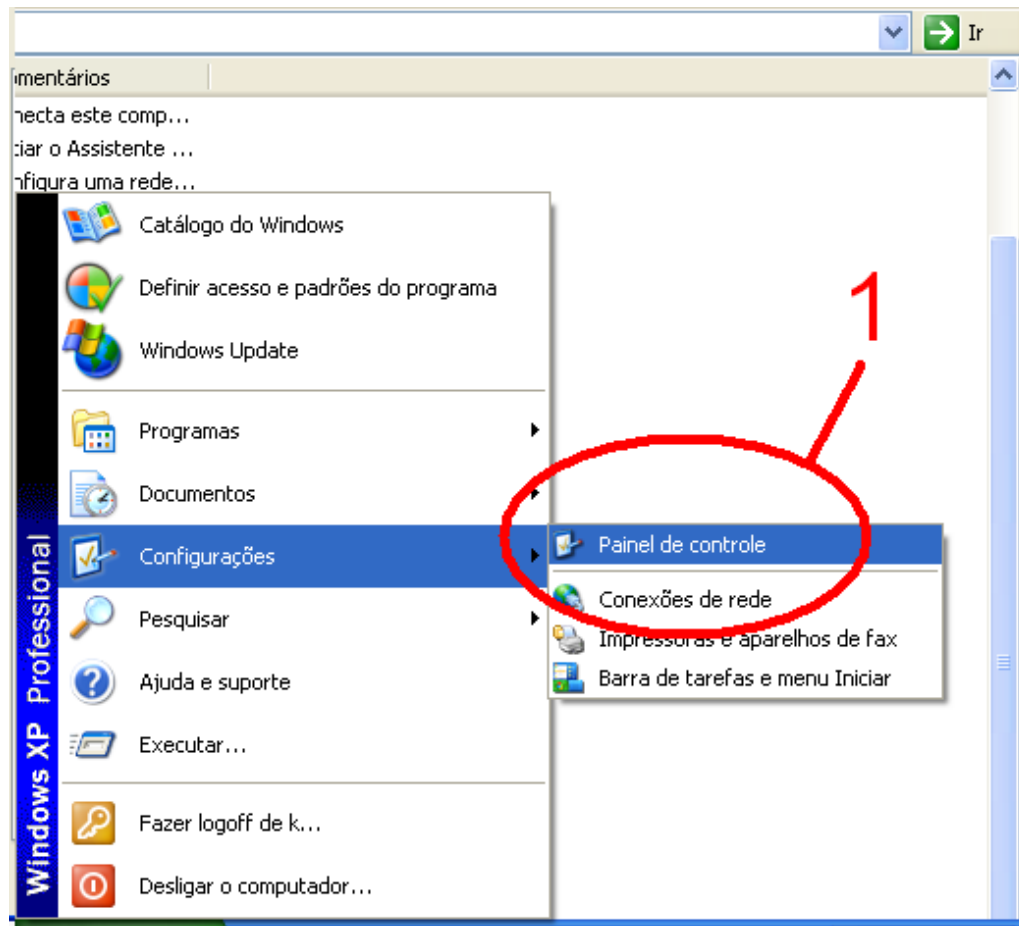 Ir
omentários
necta este comp...
ciar o Assistente ...
nfigura uma rede...
Catálogo do Windows
Definir acesso e padrões do programa
1
Windows Update
Programas
Documentos
Configurações
Painel de controle
Conexões de rede
Pesquisar
Impressoras e aparelhos de fax
Ajuda e suporte
Barra de tarefas e menu Iniciar
Executar...
Fazer logoff de k...
Desligar o computador...
Windows XP Professional